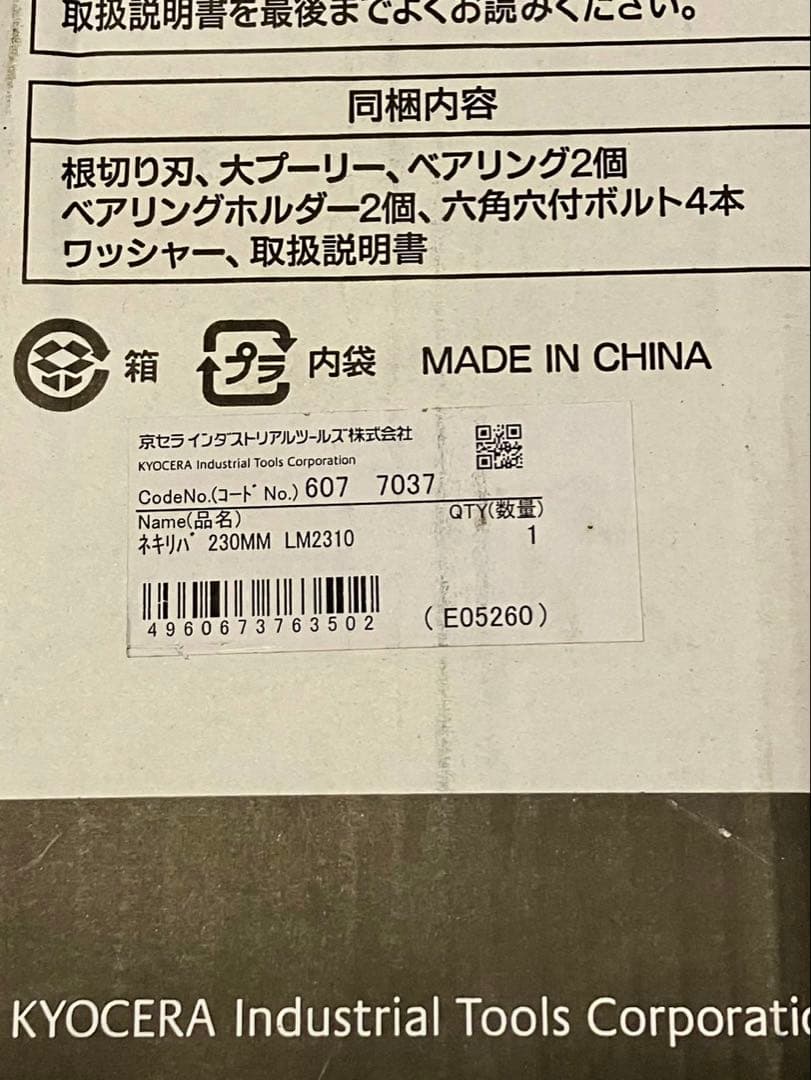 取扱説明書を最後までよくお読みください。
同梱内容
根切り刃、大プーリー、ベアリング2個
ベアリングホルダー2個、六角穴付ボルト4本
ワッシャー、取扱説明書
箱 プラ 内袋 MADE IN CHINA
京セラインダストリアルツールズ株式会社
KYOCERA Industrial Tools Corporation
CodeNo.(コードNo.) 607 7037
Name(品名) QTY(数量)
ネキリバ 230MM LM2310 1
4960673763502 (E05260)
KYOCERA Industrial Tools Corporatio